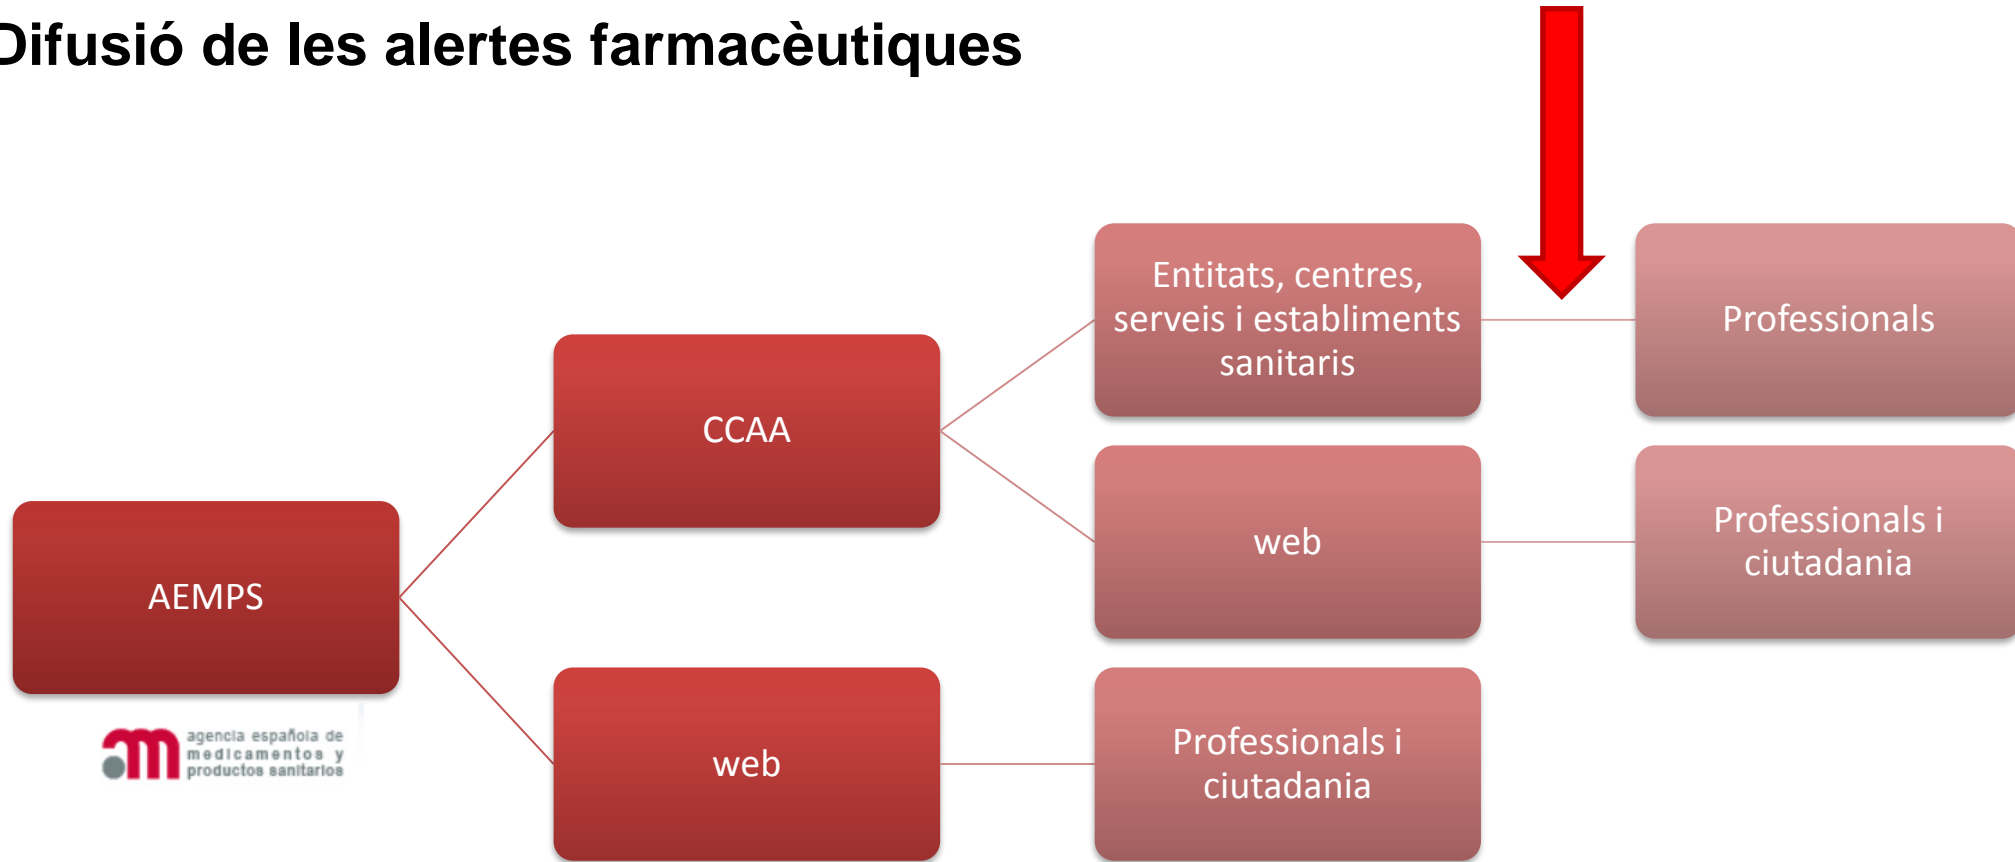 Difusió de les alertes farmacèutiques
Entitats, centres,
serveis i establiments
sanitaris
Professionals
CCAA
web
Professionals i
ciutadania
AEMPS
agencia española de
medicamentos y
productos sanitarios
web
Professionals i
ciutadania